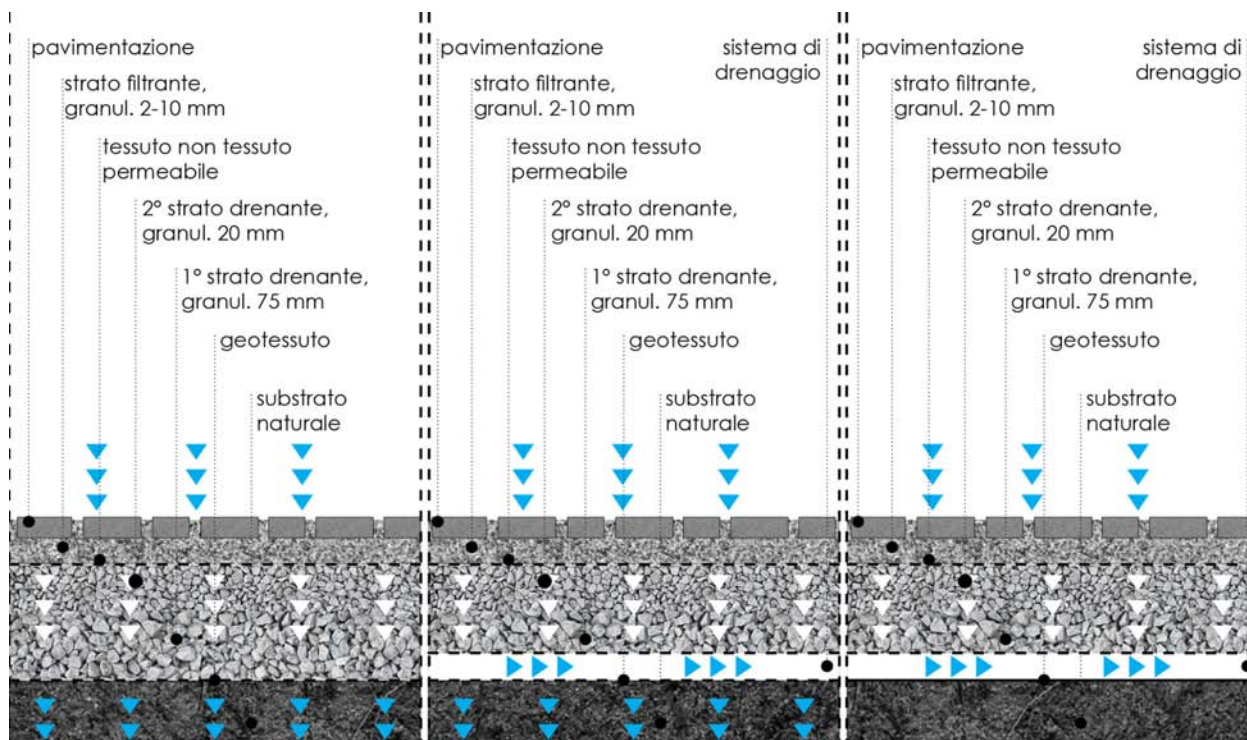 pavimentazione
strato filtrante,
granul. 2-10 mm
tessuto non tessuto
permeabile
2° strato drenante,
granul. 20 mm
1° strato drenante,
granul. 75 mm
geotessuto
substrato
naturale
pavimentazione
sistema di
drenaggio
strato filtrante,
granul. 2-10 mm
tessuto non tessuto
permeabile
2° strato drenante,
granul. 20 mm
1° strato drenante,
granul. 75 mm
geotessuto
substrato
naturale
pavimentazione
sistema di
drenaggio
strato filtrante,
granul. 2-10 mm
tessuto non tessuto
permeabile
2° strato drenante,
granul. 20 mm
1° strato drenante,
granul. 75 mm
geotessuto
substrato
naturale